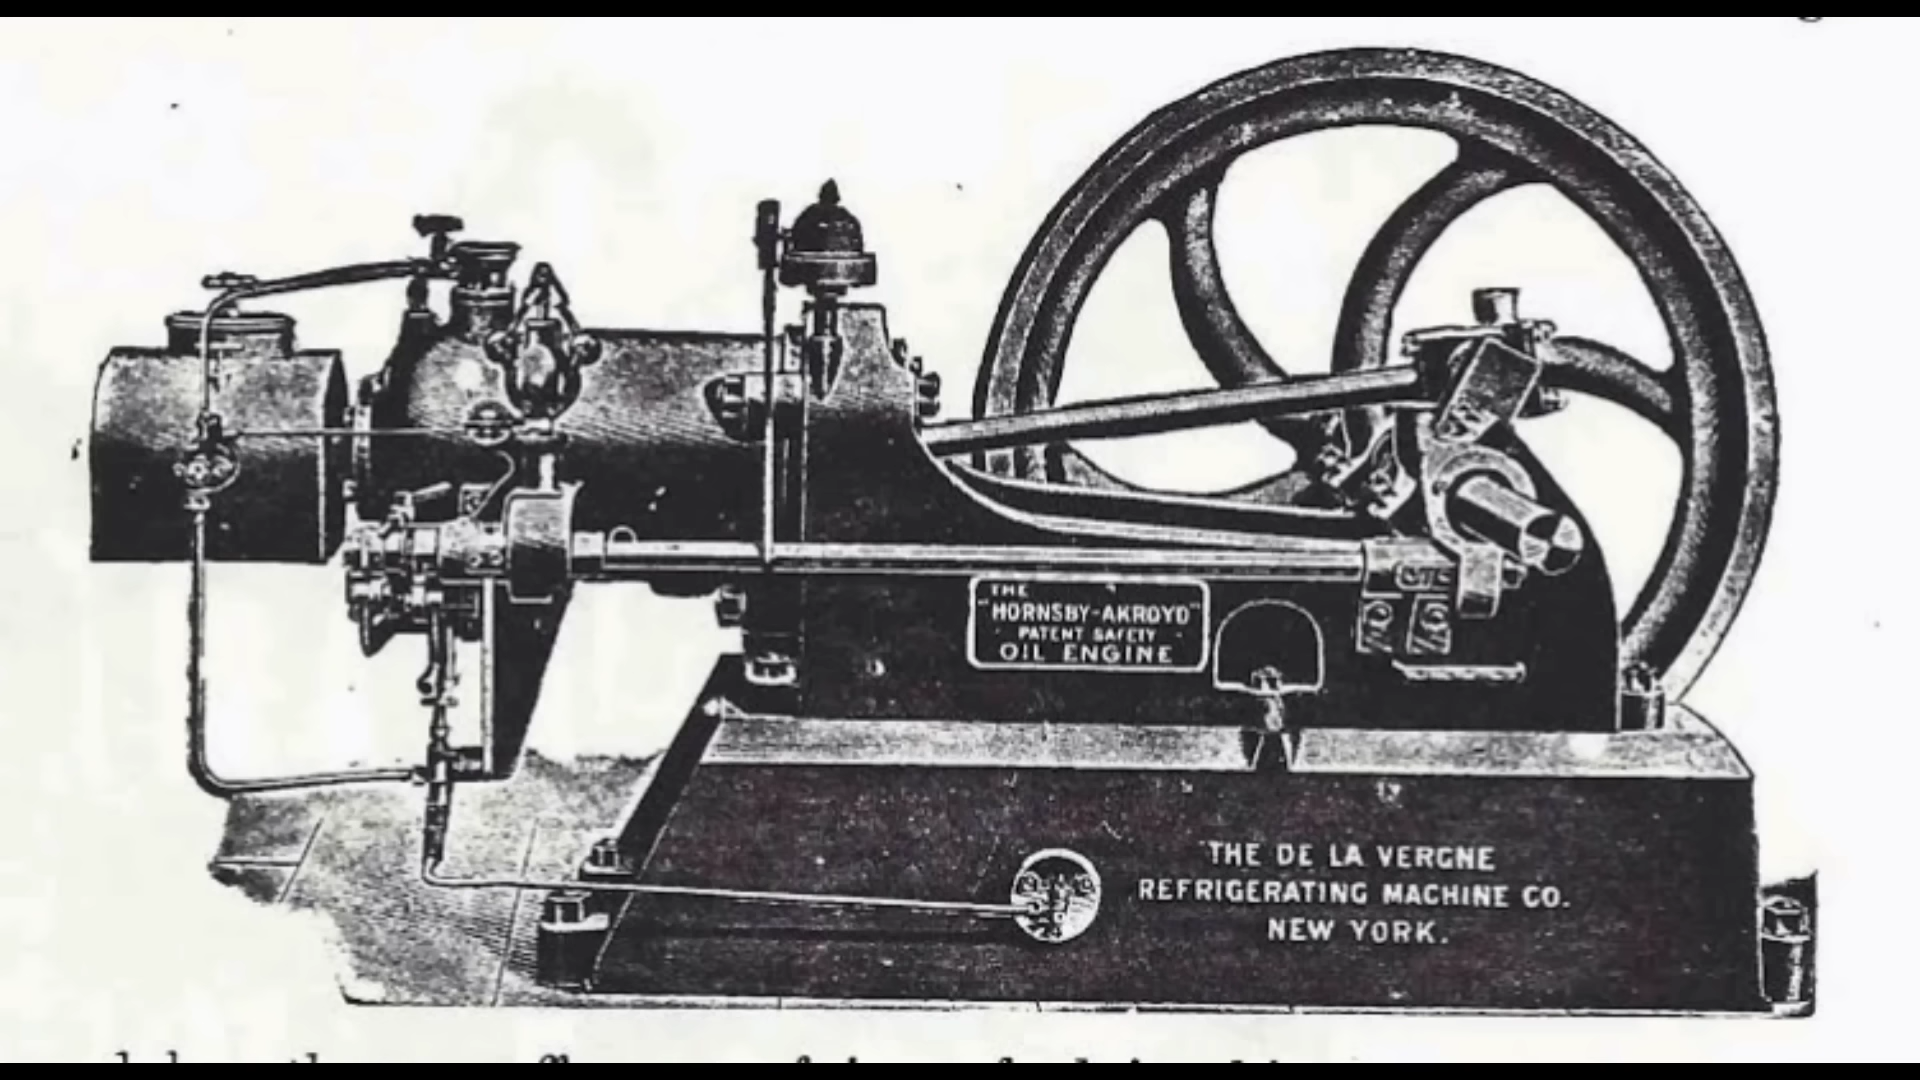 THE
"HORNSBY-AKROYD"
PATENT SAFETY
OIL ENGINE
THE DE LA VERGNE
REFRIGERATING MACHINE CO.
NEW YORK.